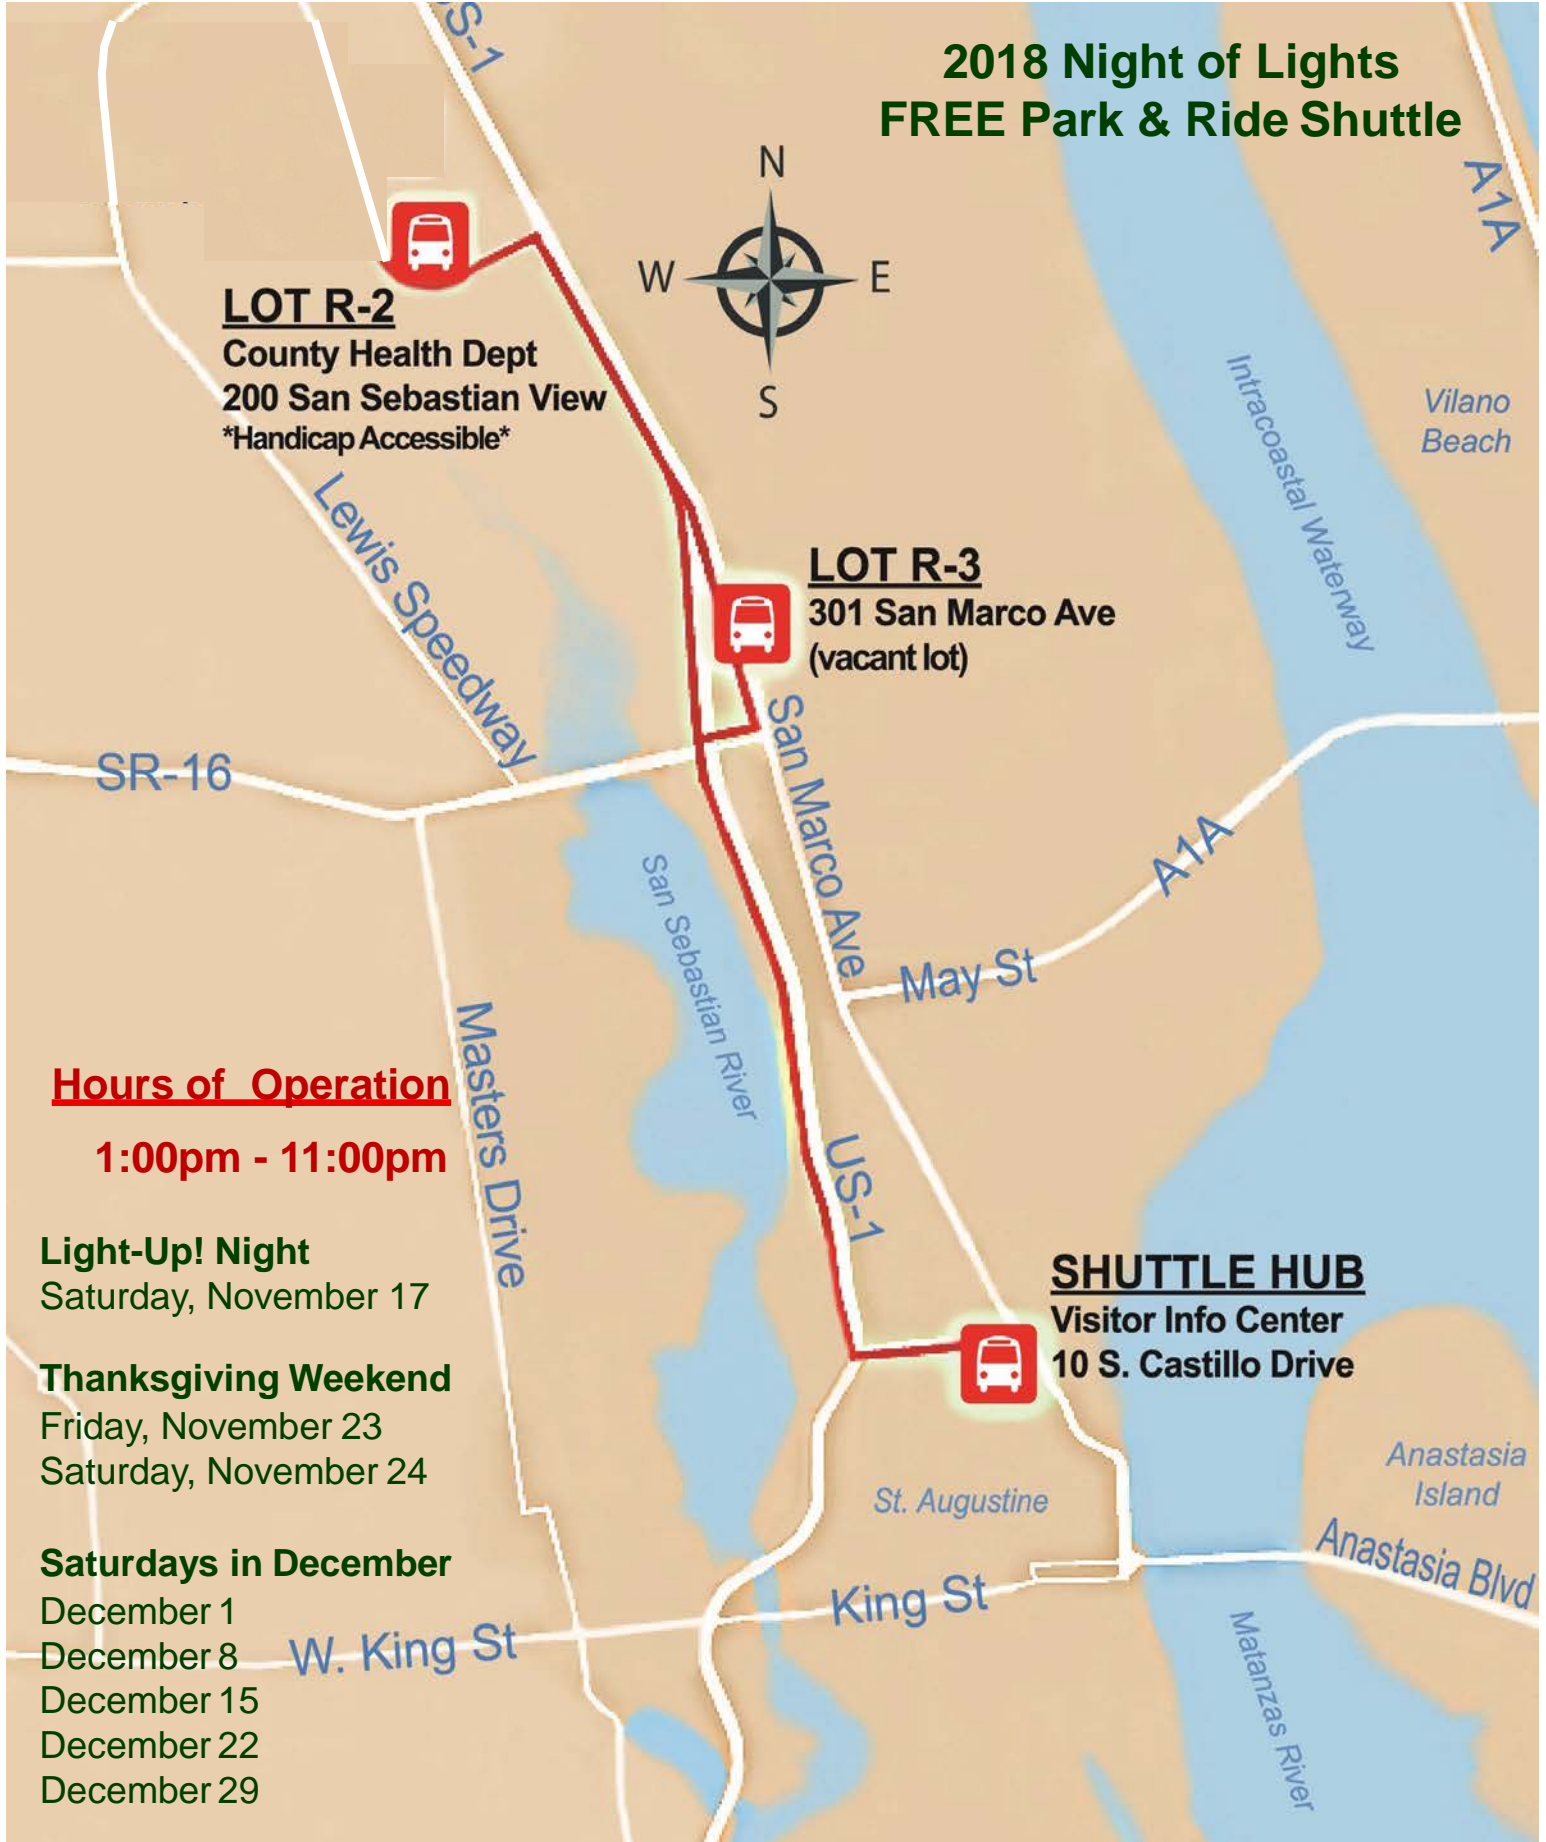 2018 Night of Lights
FREE Park & Ride Shuttle
US-1
A1A
N
W
E
S
LOT R-2
County Health Dept
200 San Sebastian View
*Handicap Accessible*
Intracoastal Waterway
Vilano
Beach
Lewis Speedway
LOT R-3
301 San Marco Ave
(vacant lot)
San Marco Ave
SR-16
A1A
San Sebastian River
May St
Masters Drive
Hours of Operation
1:00pm - 11:00pm
US-1
Light-Up! Night
Saturday, November 17
SHUTTLE HUB
Visitor Info Center
10 S. Castillo Drive
Thanksgiving Weekend
Friday, November 23
Saturday, November 24
Anastasia
Island
St. Augustine
Anastasia Blvd
King St
W. King St
Matanzas River
Saturdays in December
December 1
December 8
December 15
December 22
December 29